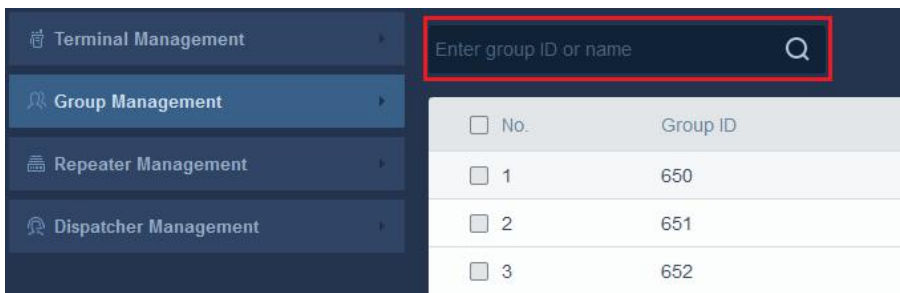 Terminal Management
Group Management
Repeater Management
Dispatcher Management
Enter group ID or name
No. Group ID
1 650
2 651
3 652